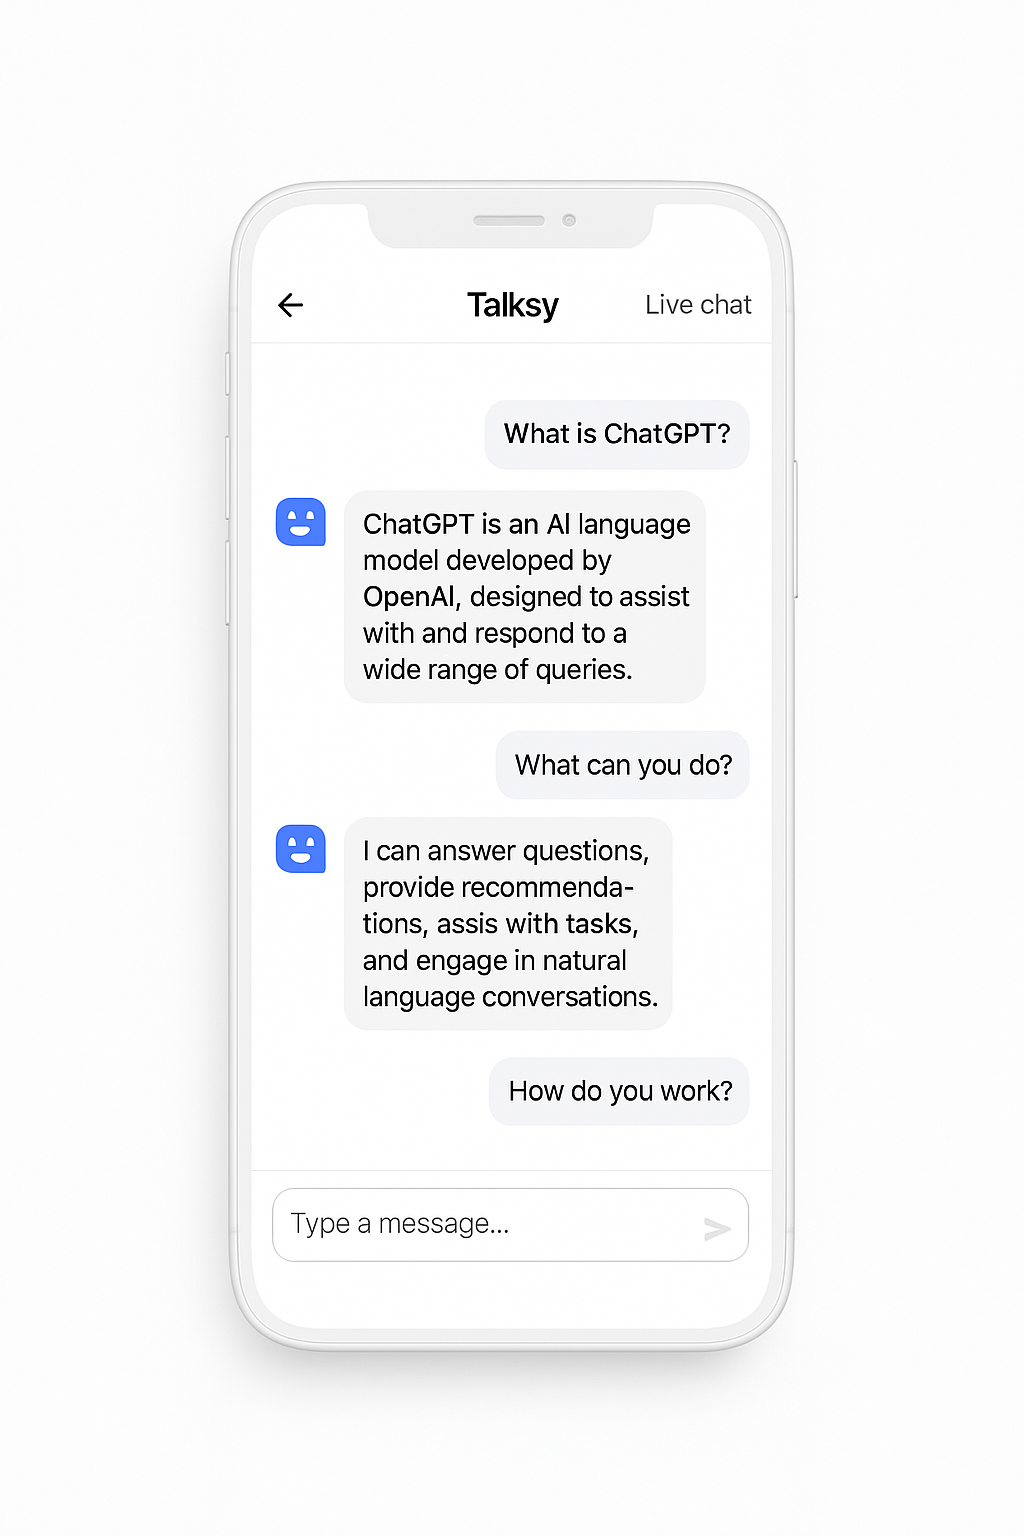 Talksy
Live chat
What is ChatGPT?
ChatGPT is an AI language
model developed by
OpenAI, designed to assist
with and respond to a
wide range of queries.
What can you do?
I can answer questions,
provide recommenda-
tions, assis with tasks,
and engage in natural
language conversations.
How do you work?
Type a message...